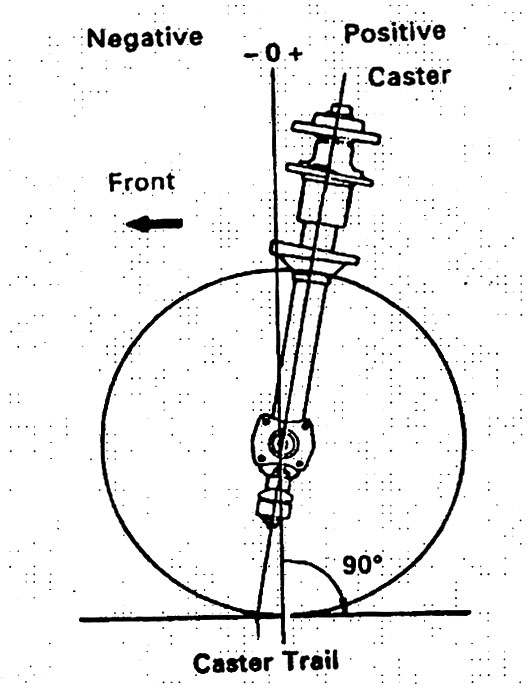 Negative
- 0 +
Positive
Caster
Front
90°
Caster Trail